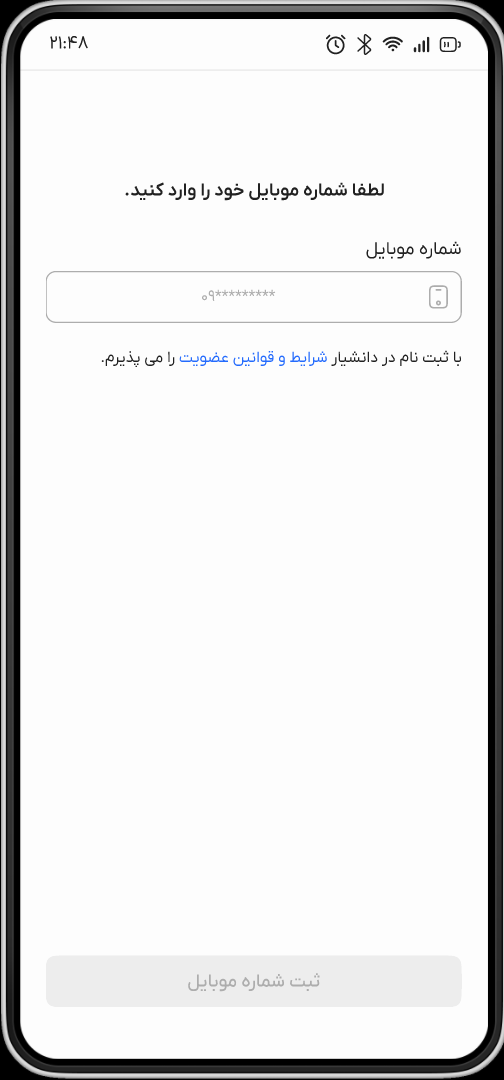 ۲۱:۴۸
لطفا شماره موبایل خود را وارد کنید.
شماره موبایل
۰۹*********
با ثبت نام در دانشیار شرایط و قوانین عضویت را می پذیرم.
ثبت شماره موبایل